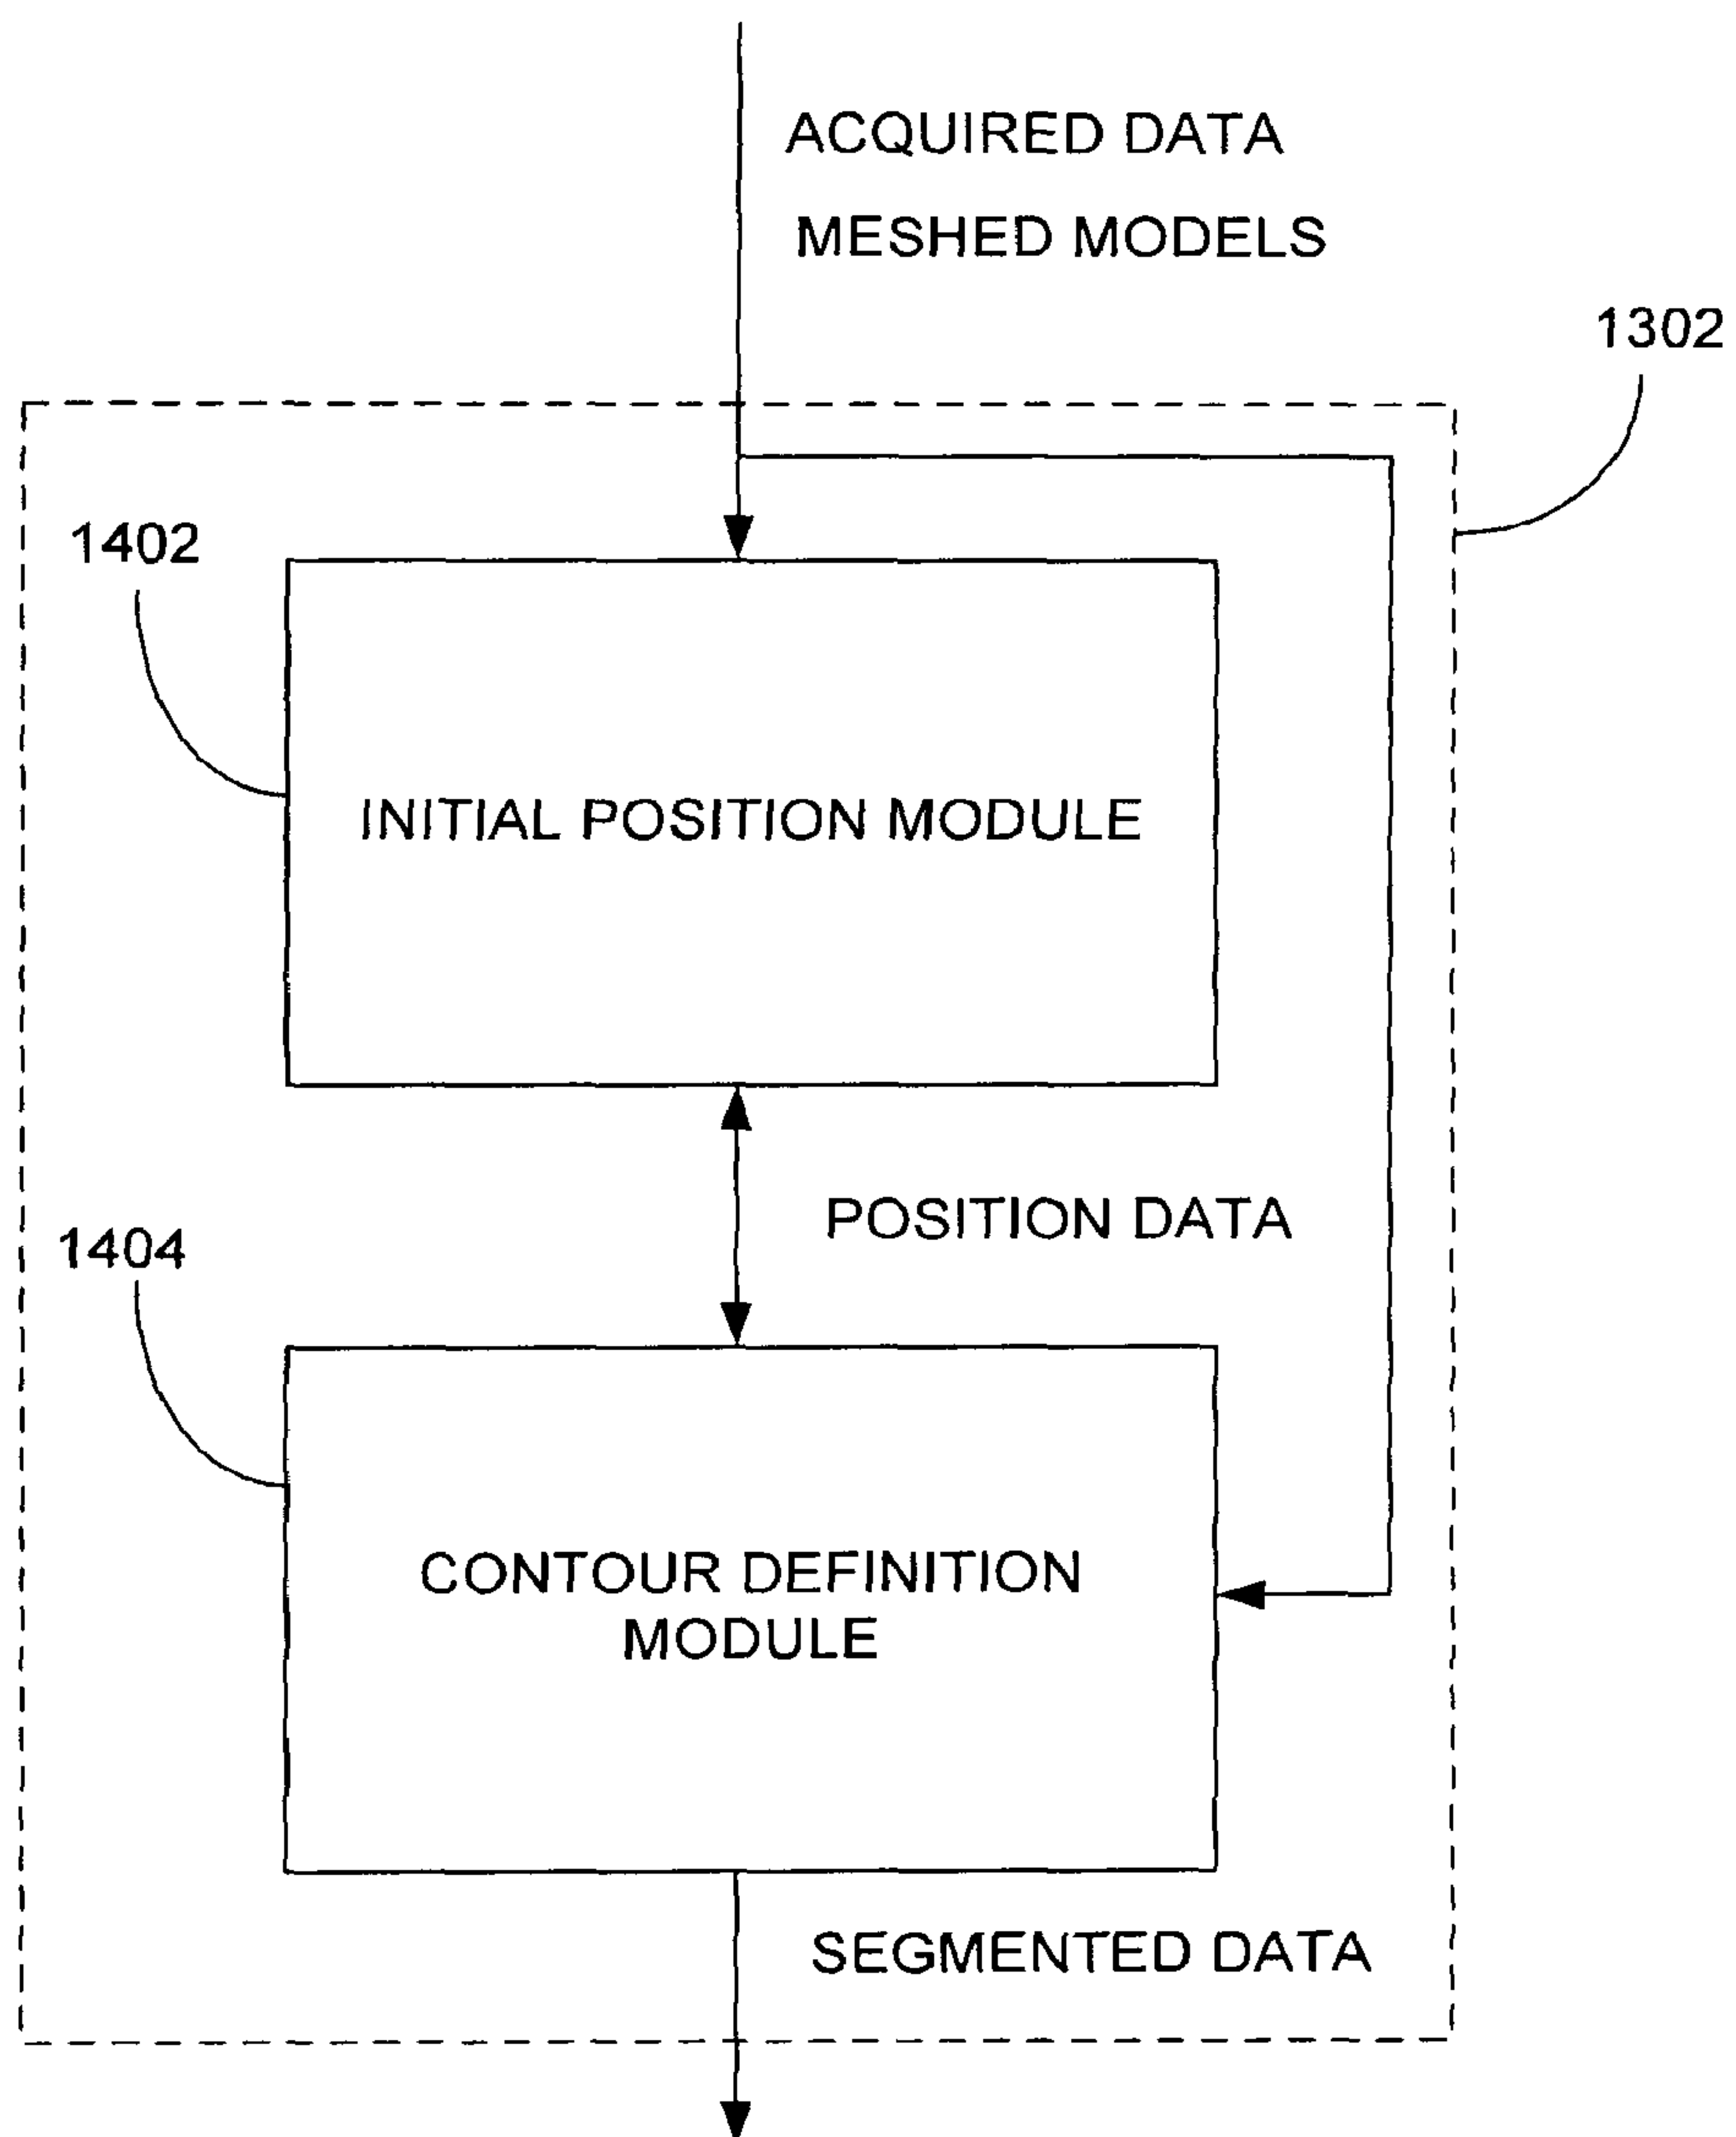 ACQUIRED DATA
MESHED MODELS
1302
1402
INITIAL POSITION MODULE
POSITION DATA
1404
CONTOUR DEFINITION
MODULE
SEGMENTED DATA